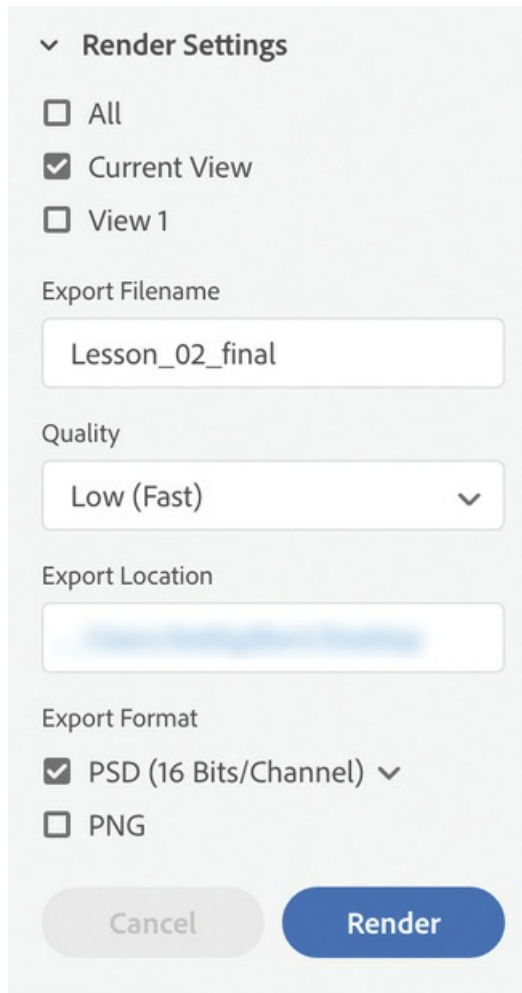 Render Settings
All
Current View
View 1
Export Filename
Lesson_02_final
Quality
Low (Fast)
Export Location
Export Format
PSD (16 Bits/Channel)
PNG
Cancel
Render